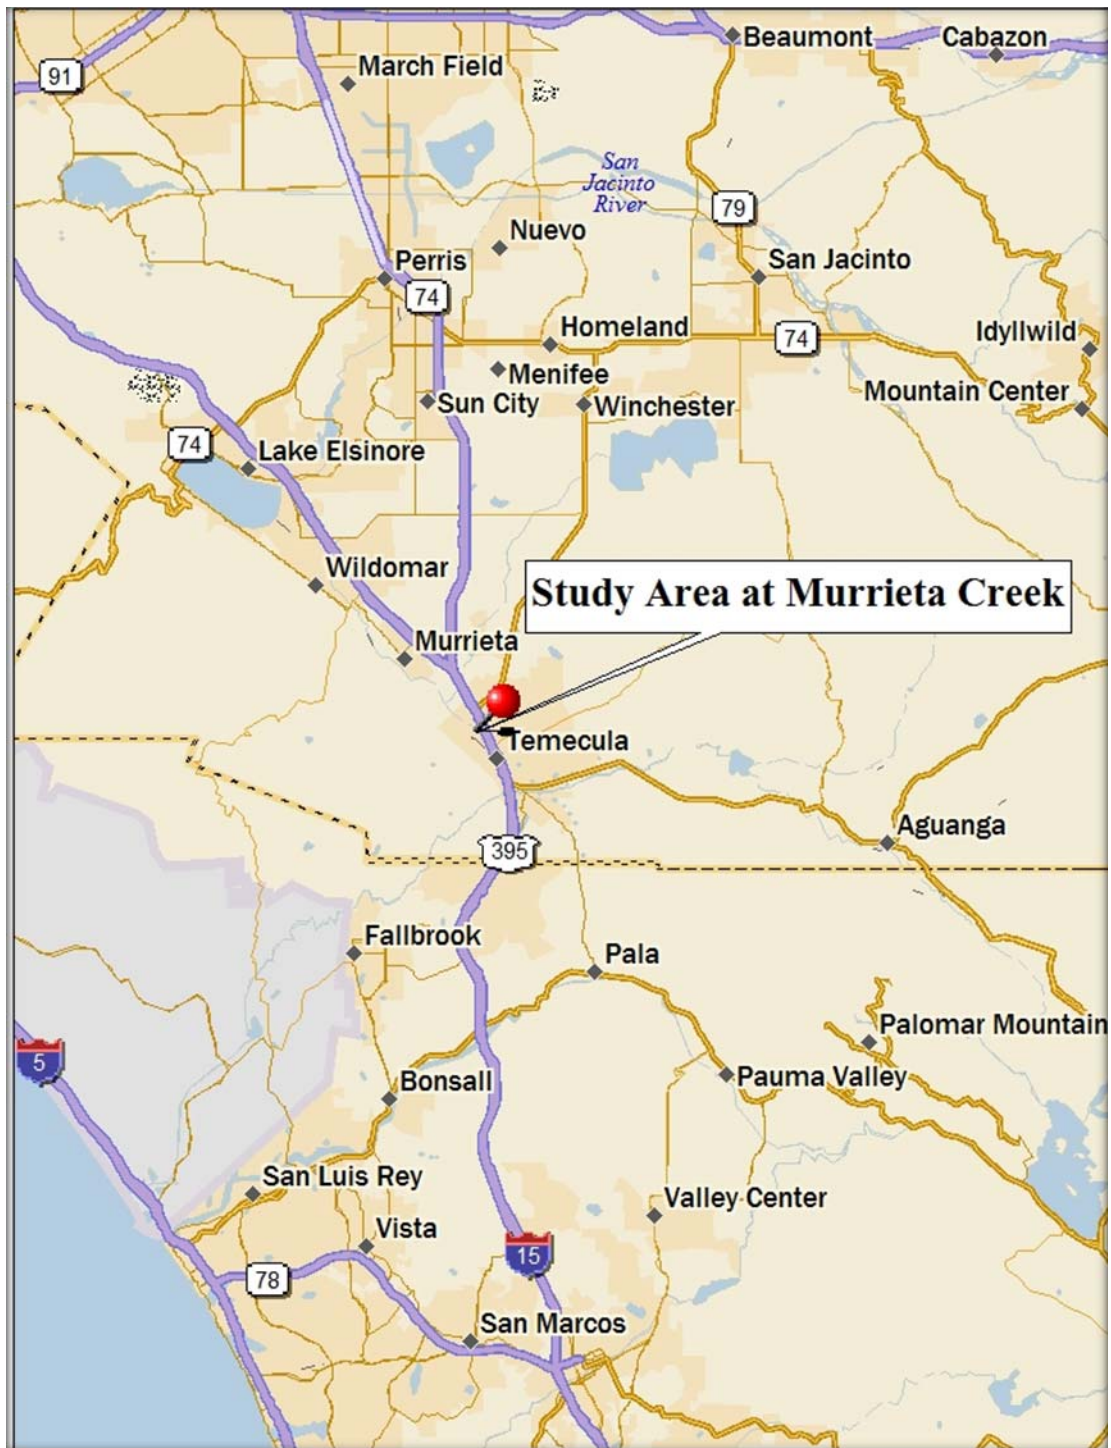 Beaumont
Cabazon
March Field
91
San
Jacinto
River
79
Nuevo
Perris
San Jacinto
74
Homeland
74
Idyllwild
Menifee
Mountain Center
Sun City
Winchester
74
Lake Elsinore
Wildomar
Study Area at Murrieta Creek
Murrieta
Temecula
Aguanga
395
Fallbrook
Pala
Palomar Mountain
5
Pauma Valley
Bonsall
San Luis Rey
Valley Center
Vista
15
78
San Marcos